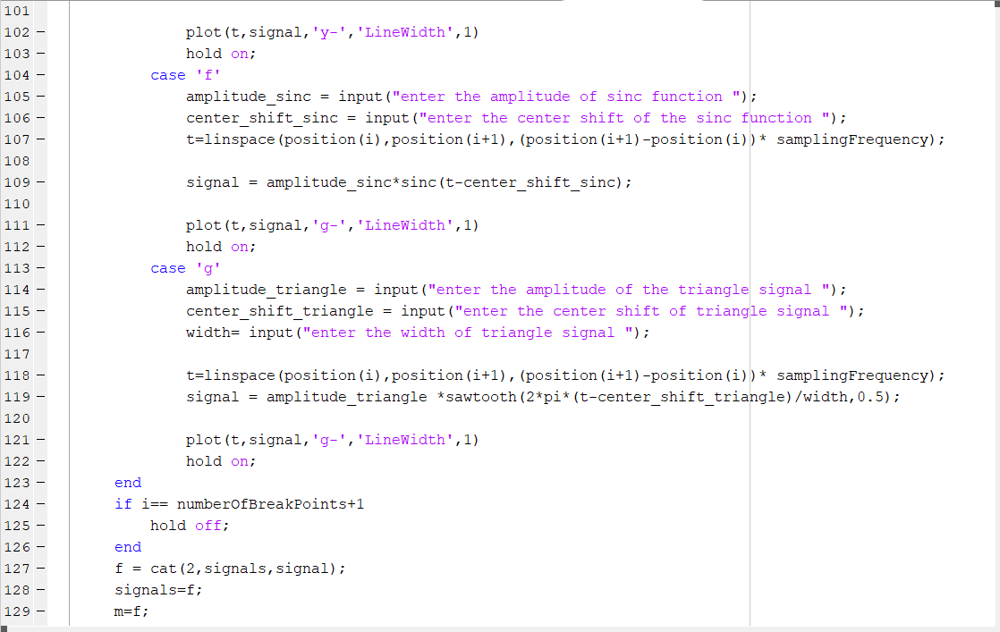 101
102 - plot(t,signal,'y-','LineWidth',1)
103 - hold on;
104 - case 'f'
105 - amplitude_sinc = input("enter the amplitude of sinc function ");
106 - center_shift_sinc = input("enter the center shift of the sinc function ");
107 - t=linspace(position(i),position(i+1),(position(i+1)-position(i))* samplingFrequency);
108
109 - signal = amplitude_sinc*sinc(t-center_shift_sinc);
110
111 - plot(t,signal,'g-','LineWidth',1)
112 - hold on;
113 - case 'g'
114 - amplitude_triangle = input("enter the amplitude of the triangle signal ");
115 - center_shift_triangle = input("enter the center shift of triangle signal ");
116 - width= input("enter the width of triangle signal ");
117
118 - t=linspace(position(i),position(i+1),(position(i+1)-position(i))* samplingFrequency);
119 - signal = amplitude_triangle *sawtooth(2*pi*(t-center_shift_triangle)/width,0.5);
120
121 - plot(t,signal,'g-','LineWidth',1)
122 - hold on;
123 - end
124 - if i== numberOfBreakPoints+1
125 - hold off;
126 - end
127 - f = cat(2,signals,signal);
128 - signals=f;
129 - m=f;